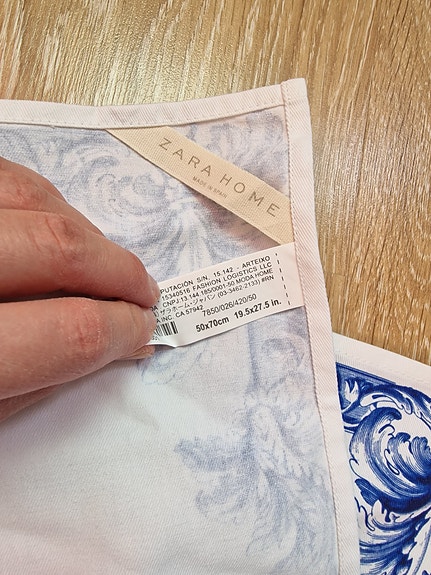 ZARA HOME
MADE IN SPAIN
PUTACIÓN S/N, 15.142 - ARTEIXO
15340516 FASHION LOGISTICS LLC
CNPJ.13.144.185/0001-50 MODA HOME
ザラホーム・ジャパン (03-3462-2133) #RN
INC. CA 57942
7850/026/420/50
50x70cm 19.5x27.5 in.